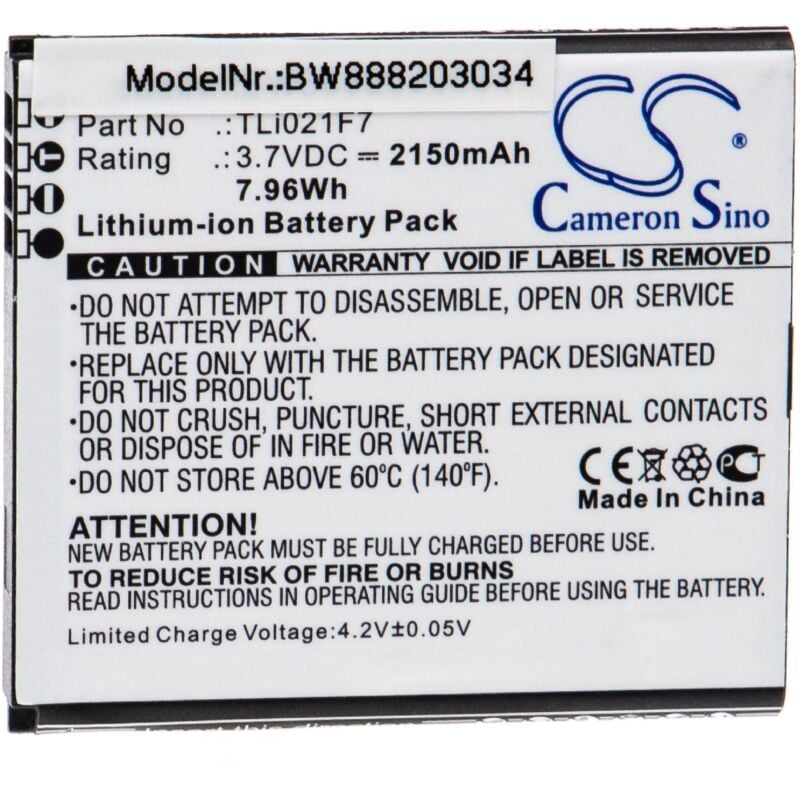 ModelNr.:BW888203034
Part No .: TLi021F7
Rating .: 3.7VDC ⎓ 2150mAh
7.96Wh
Lithium-ion Battery Pack
CS ®
Cameron Sino
CAUTION WARRANTY VOID IF LABEL IS REMOVED
•DO NOT ATTEMPT TO DISASSEMBLE, OPEN OR SERVICE
THE BATTERY PACK.
•REPLACE ONLY WITH THE BATTERY PACK DESIGNATED
FOR THIS PRODUCT.
•DO NOT CRUSH, PUNCTURE, SHORT EXTERNAL CONTACTS
OR DISPOSE OF IN FIRE OR WATER.
•DO NOT STORE ABOVE 60°C (140°F).
CE PCT
Made In China
ATTENTION!
NEW BATTERY PACK MUST BE FULLY CHARGED BEFORE USE.
TO REDUCE RISK OF FIRE OR BURNS
READ INSTRUCTIONS IN OPERATING GUIDE BEFORE USING THE BATTERY.
Limited Charge Voltage:4.2V±0.05V
Insert this direction